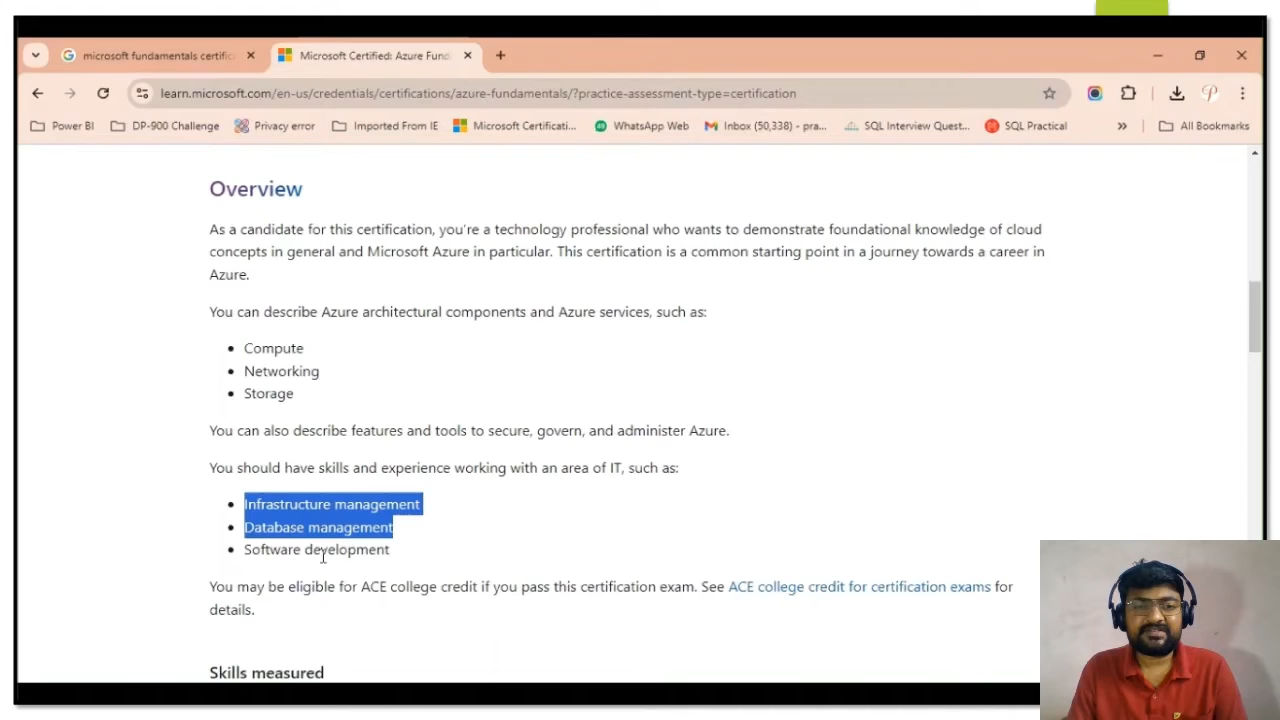 microsoft fundamentals certific
Microsoft Certified: Azure Fund
learn.microsoft.com/en-us/credentials/certifications/azure-fundamentals/?practice-assessment-type=certification
Power BI DP-900 Challenge Privacy error Imported From IE Microsoft Certificati... WhatsApp Web Inbox (50,338) - pra... SQL Interview Quest... SQL Practical » All Bookmarks
Overview
As a candidate for this certification, you're a technology professional who wants to demonstrate foundational knowledge of cloud
concepts in general and Microsoft Azure in particular. This certification is a common starting point in a journey towards a career in
Azure.
You can describe Azure architectural components and Azure services, such as:
• Compute
• Networking
• Storage
You can also describe features and tools to secure, govern, and administer Azure.
You should have skills and experience working with an area of IT, such as:
• Infrastructure management
• Database management
• Software development
You may be eligible for ACE college credit if you pass this certification exam. See ACE college credit for certification exams for
details.
Skills measured